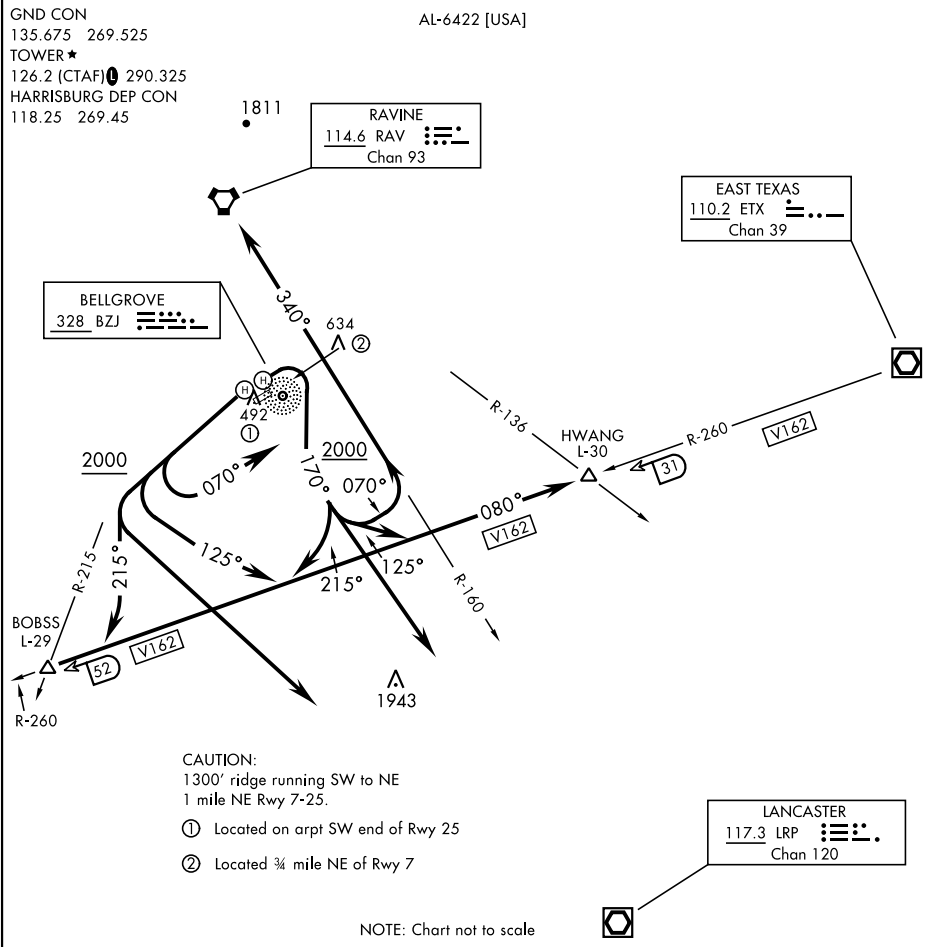 GND CON
135.675 269.525
TOWER ★
126.2 (CTAF) L 290.325
HARRISBURG DEP CON
118.25 269.45
AL-6422 [USA]
1811
RAVINE
114.6 RAV
Chan 93
EAST TEXAS
110.2 ETX
Chan 39
BELLGROVE
328 BZJ
340°
634
2
H
H
492
1
R-136
HWANG
L-30
R-260
V162
31
2000
070°
170°
2000
070°
080°
V162
125°
215°
125°
R-160
R-215
215°
BOBSS
L-29
V162
52
R-260
1943
CAUTION:
1300' ridge running SW to NE
1 mile NE Rwy 7-25.
1 Located on arpt SW end of Rwy 25
2 Located ¾ mile NE of Rwy 7
LANCASTER
117.3 LRP
Chan 120
NOTE: Chart not to scale